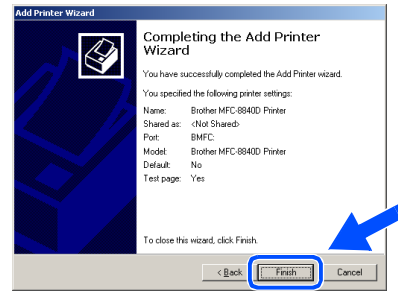 Add Printer Wizard
Completing the Add Printer
Wizard
You have successfully completed the Add Printer wizard.
You specified the following printer settings:
Name: Brother MFC-8840D Printer
Shared as: <Not Shared>
Port: BMFC:
Model: Brother MFC-8840D Printer
Default: No
Test page: Yes
To close this wizard, click Finish.
< Back Finish Cancel